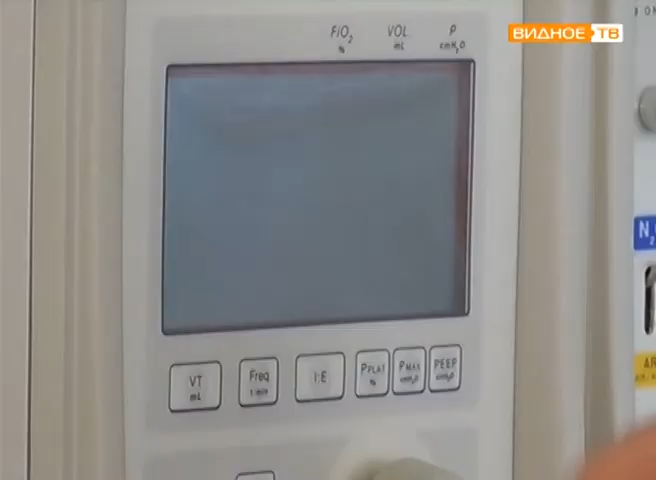 FiO₂
%
VOL
mL
P
cmH₂O
ВИДНОЕ ТВ
N₂
VT
mL
Freq
1/min
I:E
PPLAT
%
PMAX
cmH₂O
PEEP
cmH₂O